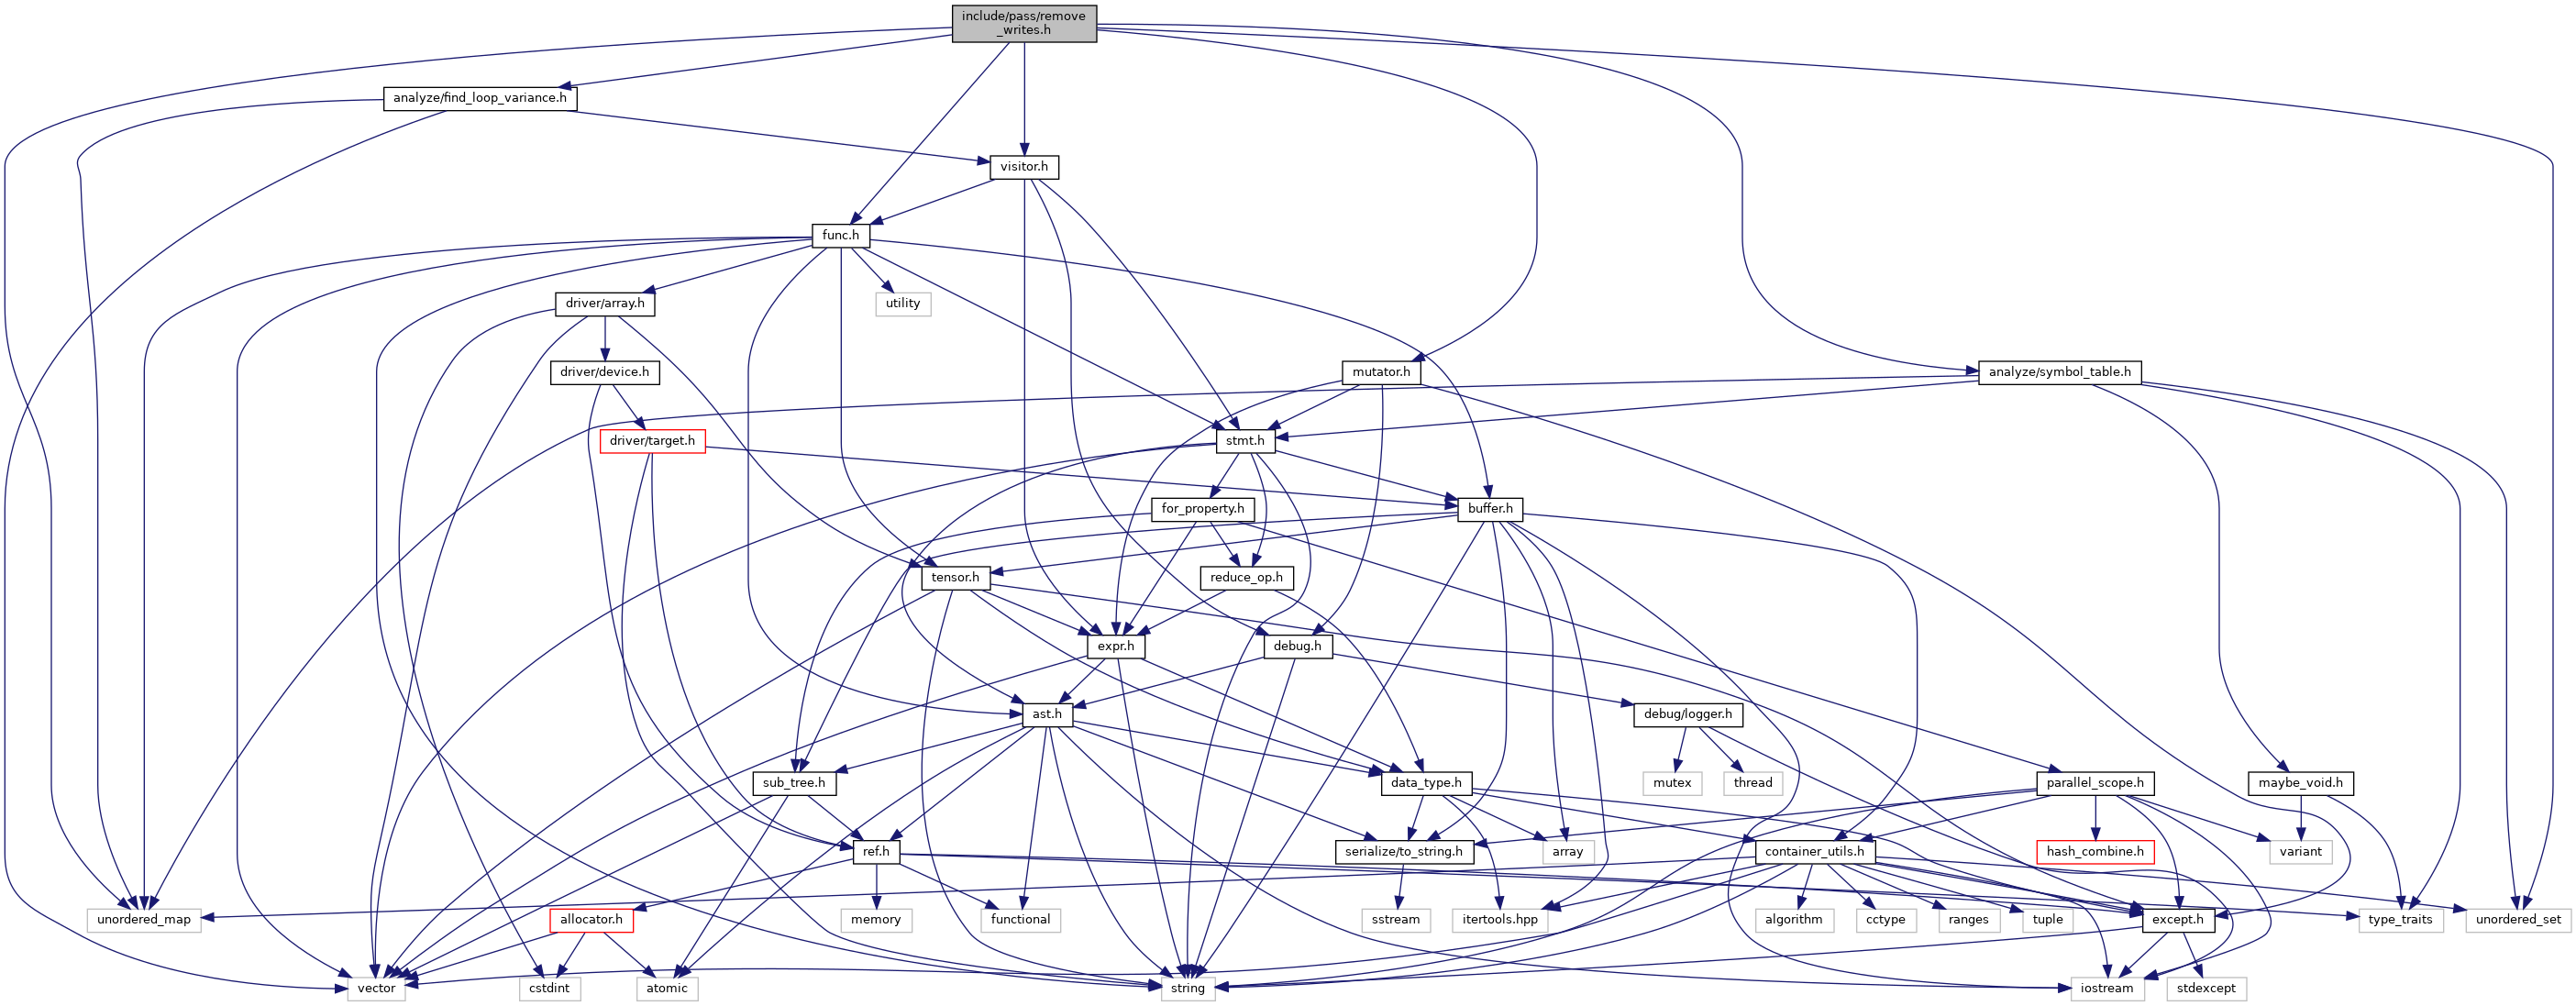 include/pass/remove
_writes.h
analyze/find_loop_variance.h
visitor.h
func.h
driver/array.h
utility
driver/device.h
mutator.h
analyze/symbol_table.h
driver/target.h
stmt.h
for_property.h
buffer.h
tensor.h
reduce_op.h
expr.h
debug.h
ast.h
debug/logger.h
sub_tree.h
data_type.h
mutex
thread
parallel_scope.h
maybe_void.h
ref.h
serialize/to_string.h
array
container_utils.h
hash_combine.h
variant
unordered_map
allocator.h
memory
functional
sstream
itertools.hpp
algorithm
cctype
ranges
tuple
except.h
type_traits
unordered_set
vector
cstdint
atomic
string
iostream
stdexcept